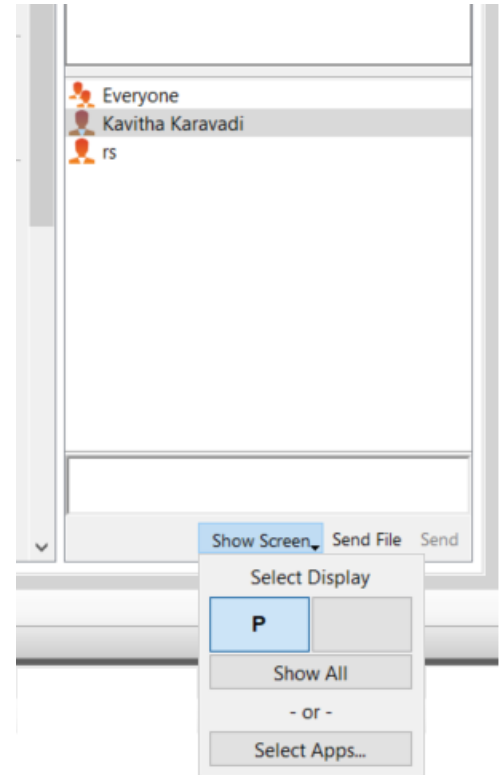 Everyone
Kavitha Karavadi
rs
Show Screen Send File Send
Select Display
P
Show All
- or -
Select Apps...